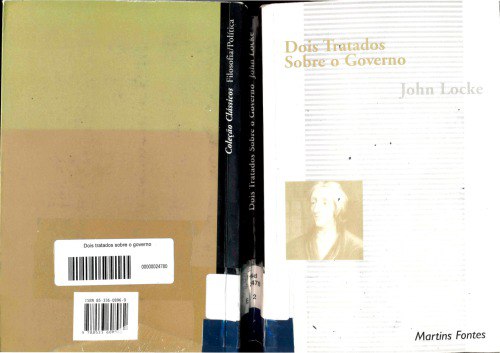 Dois Tratados
Sobre o Governo
John Locke
Martins Fontes
Coleção Clássicos Filosofia/Política
Dois Tratados Sobre o Governo John Locke
Dois tratados sobre o governo
2